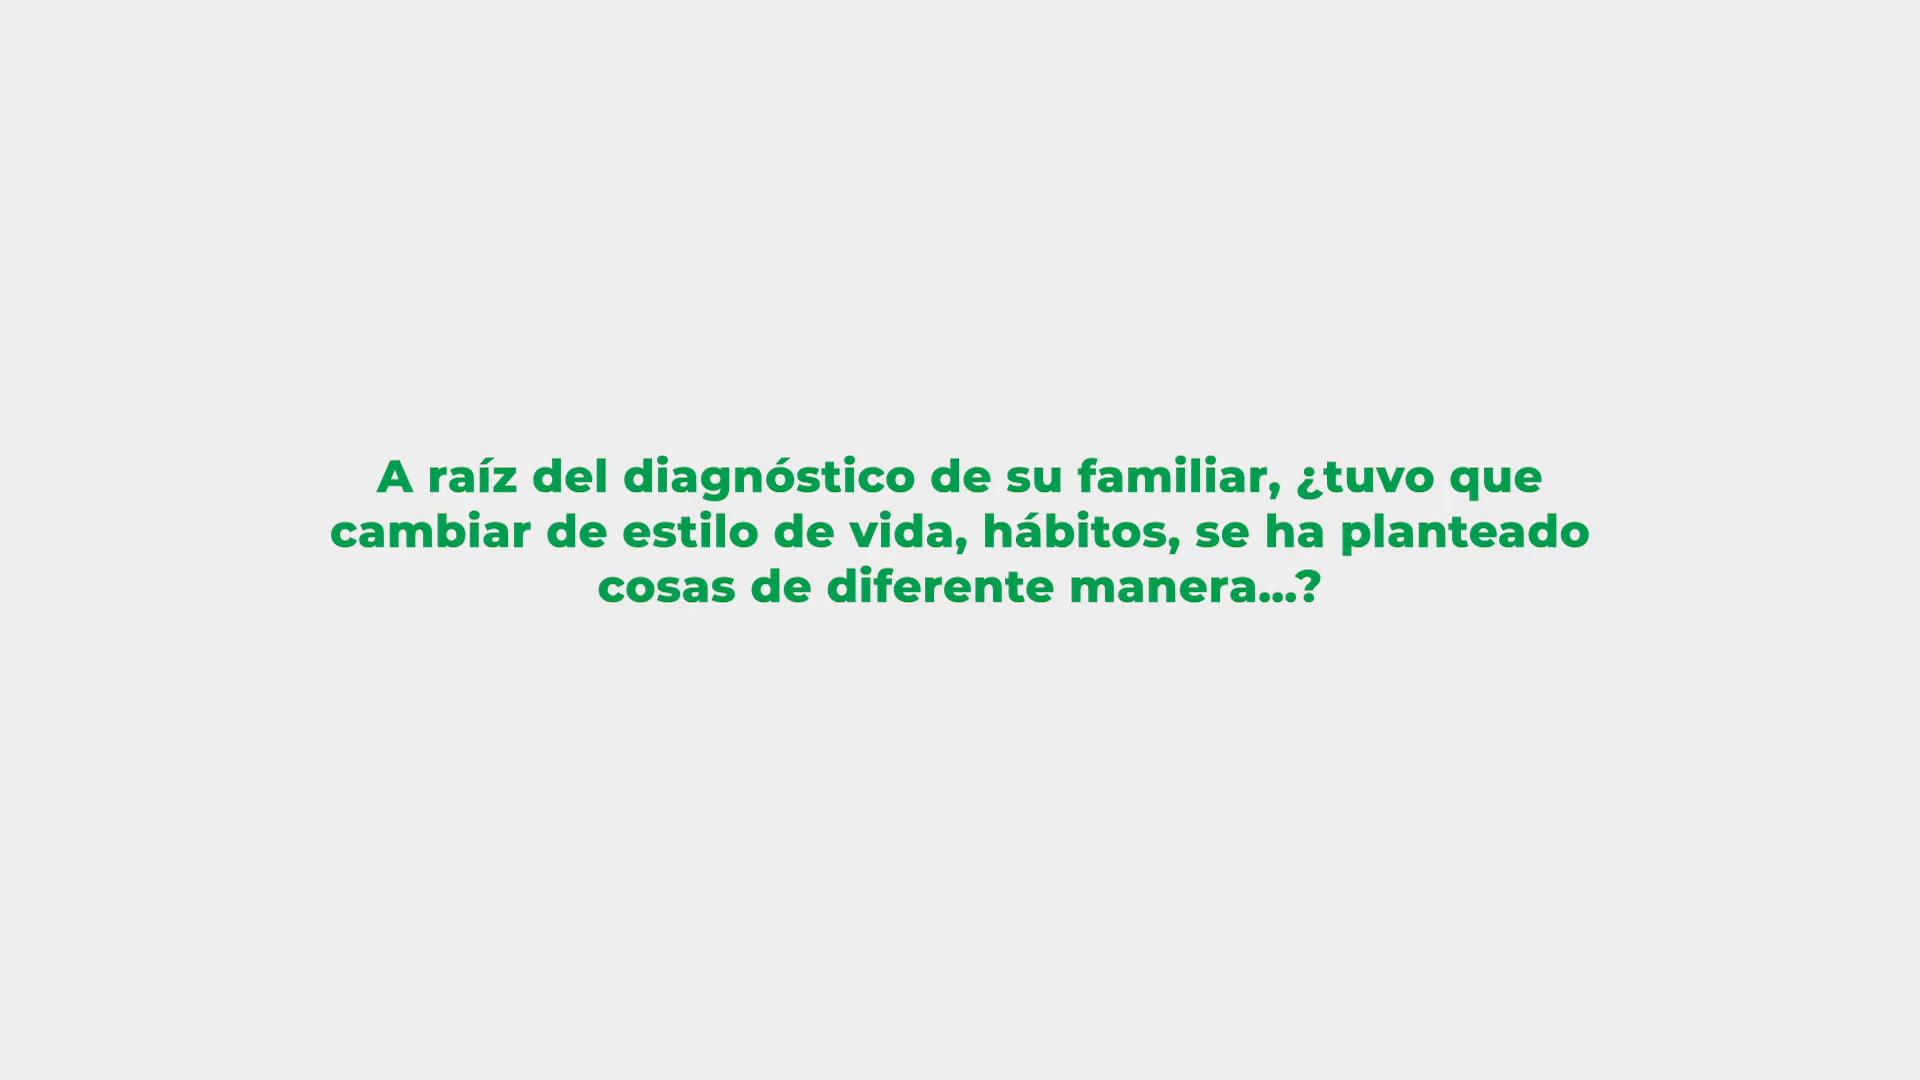 A raíz del diagnóstico de su familiar, ¿tuvo que
cambiar de estilo de vida, hábitos, se ha planteado
cosas de diferente manera...?